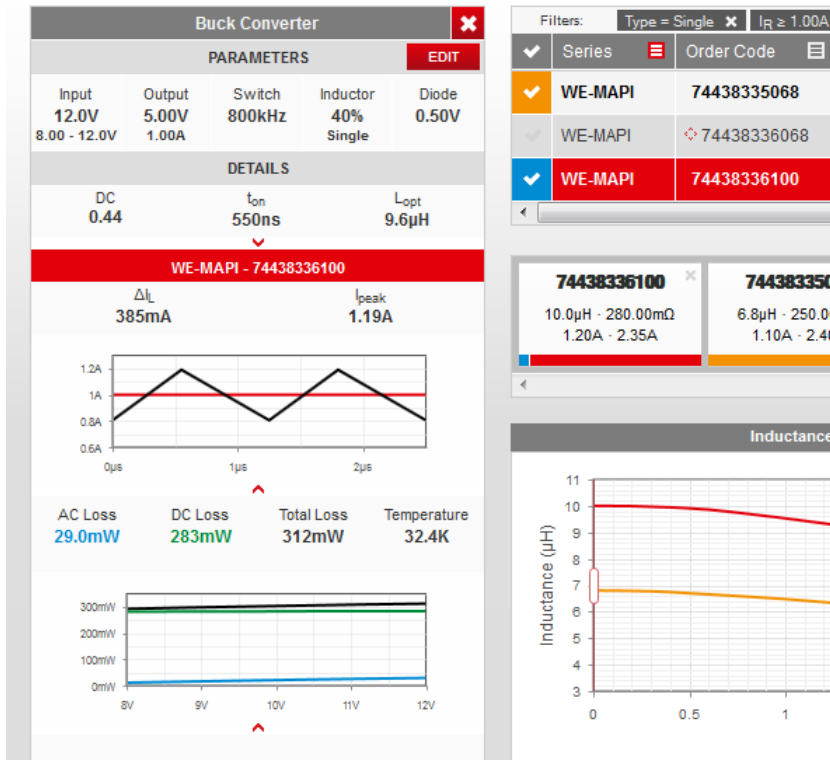 Buck Converter
PARAMETERS EDIT
Input Output Switch Inductor Diode
12.0V 5.00V 800kHz 40% 0.50V
8.00 - 12.0V 1.00A Single
DETAILS
DC ton Lopt
0.44 550ns 9.6µH
WE-MAPI - 74438336100
ΔIL Ipeak
385mA 1.19A
1.2A
1A
0.8A
0.6A
0µs 1µs 2µs
AC Loss DC Loss Total Loss Temperature
29.0mW 283mW 312mW 32.4K
300mW
200mW
100mW
0mW
8V 9V 10V 11V 12V
Filters: Type = Single IR ≥ 1.00A
Series Order Code
WE-MAPI 74438335068
WE-MAPI 74438336068
WE-MAPI 74438336100
74438336100
10.0µH · 280.00mΩ
1.20A · 2.35A
6.8µH
1.10A
Inductance
Inductance (µH)
11
10
9
8
7
6
5
4
3
0 0.5 1